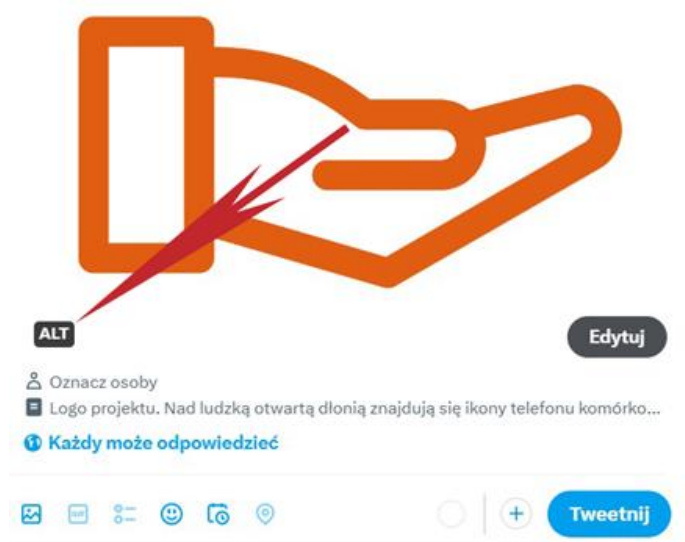 ALT
Edytuj
Oznacz osoby
Logo projektu. Nad ludzką otwartą dłonią znajdują się ikony telefonu komórko...
Każdy może odpowiedzieć
GIF
Tweetnij